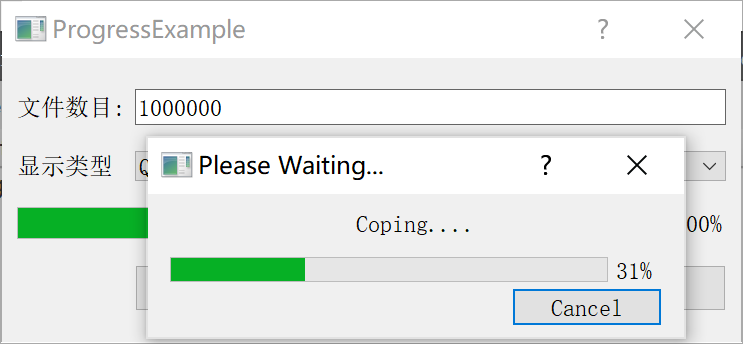 ProgressExample
文件数目:
1000000
显示类型
Please Waiting...
Coping....
00%
31%
Cancel